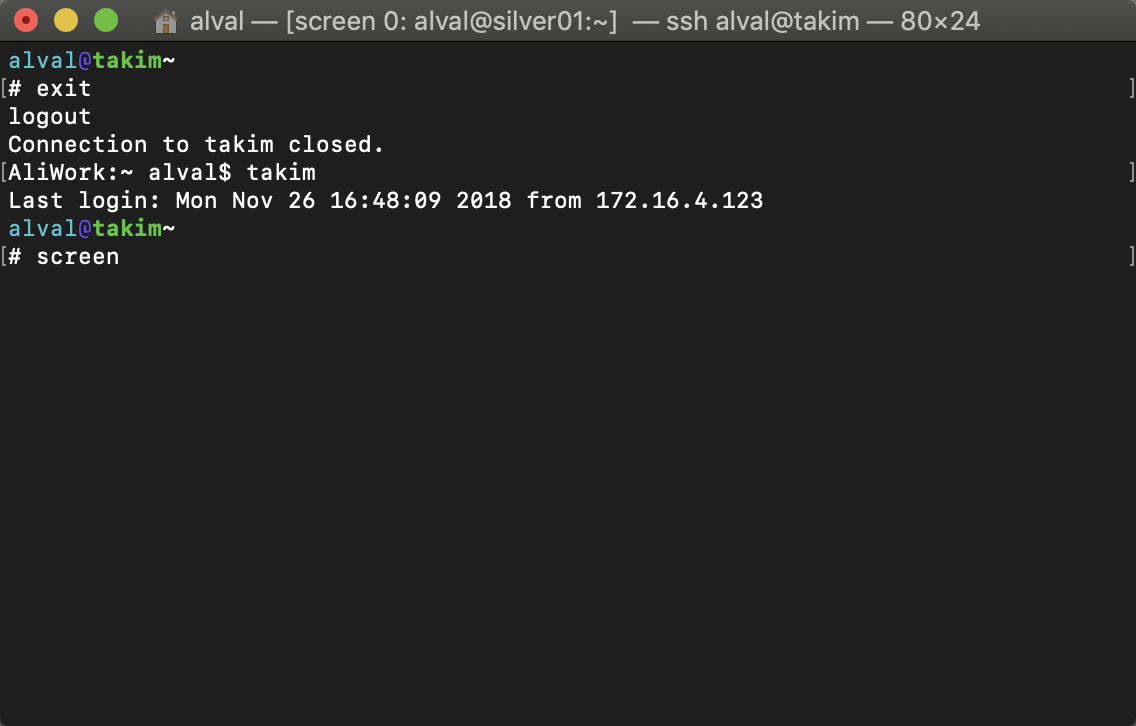 alval — [screen 0: alval@silver01:~] — ssh alval@takim — 80×24
alval@takim~
[# exit ]
logout
Connection to takim closed.
[AliWork:~ alval$ takim ]
Last login: Mon Nov 26 16:48:09 2018 from 172.16.4.123
alval@takim~
[# screen ]